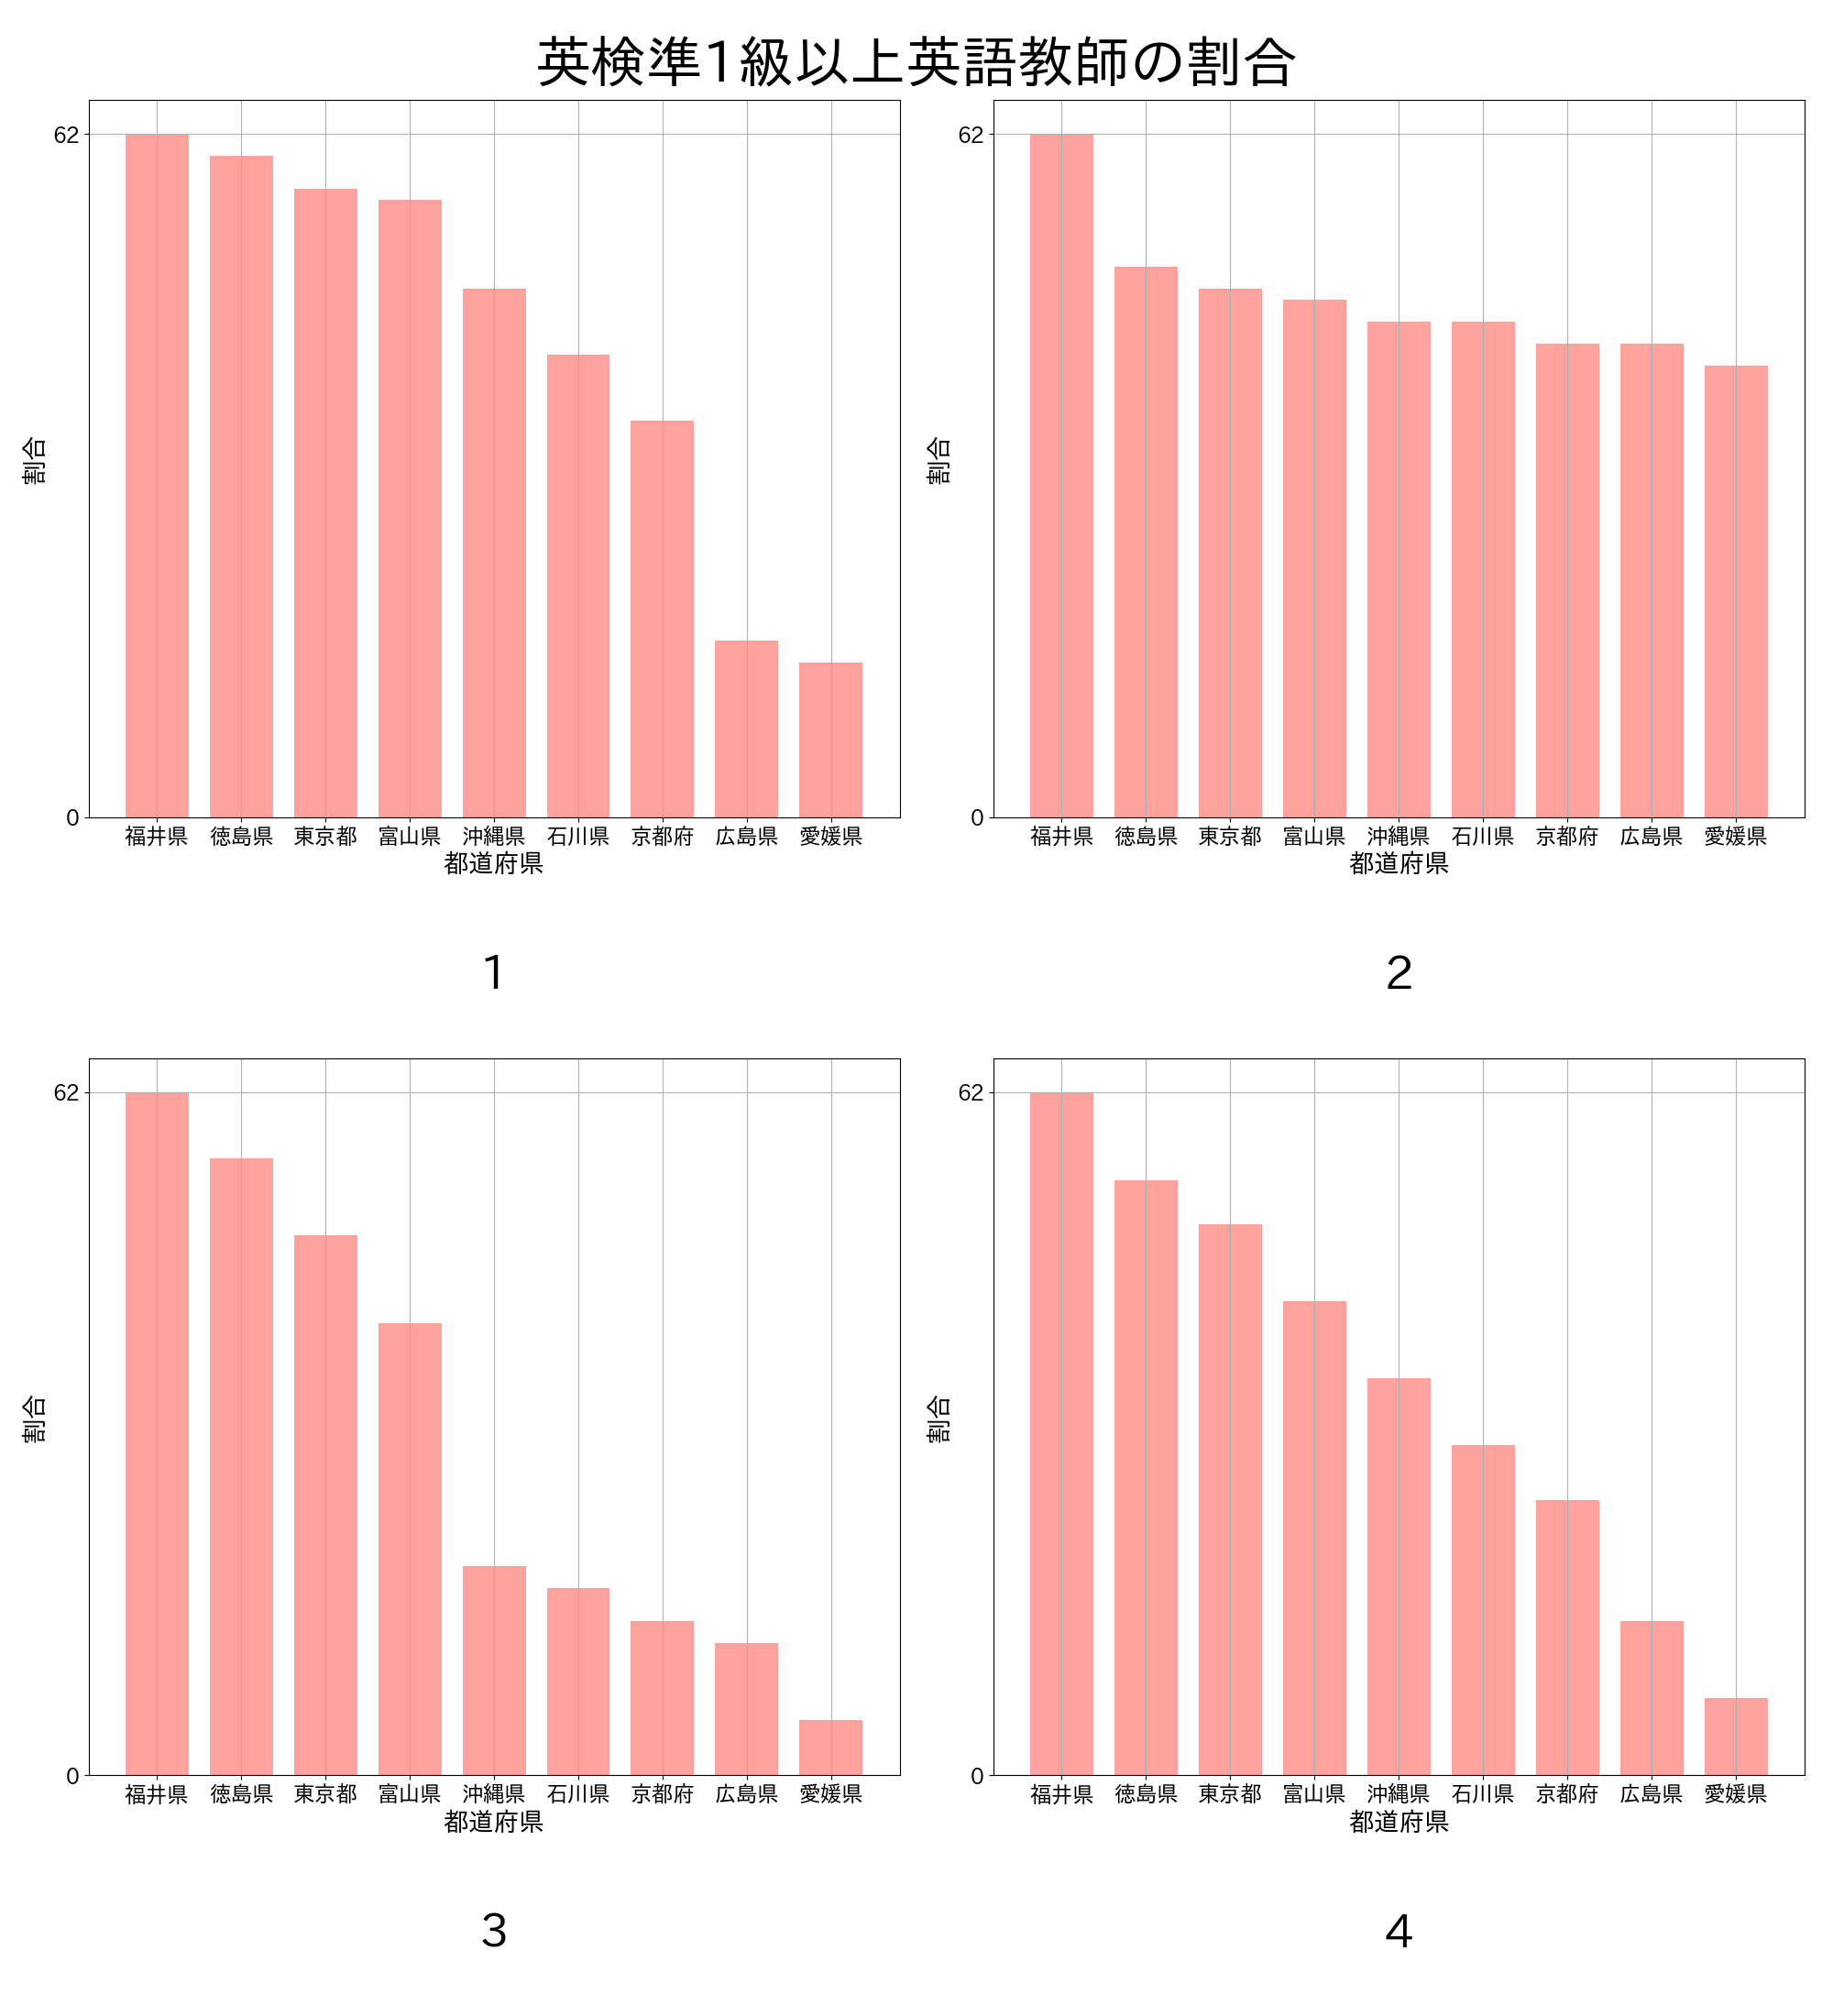 英検準1級以上英語教師の割合
62
0
割合
福井県 徳島県 東京都 富山県 沖縄県 石川県 京都府 広島県 愛媛県
都道府県
1
62
0
割合
福井県 徳島県 東京都 富山県 沖縄県 石川県 京都府 広島県 愛媛県
都道府県
2
62
0
割合
福井県 徳島県 東京都 富山県 沖縄県 石川県 京都府 広島県 愛媛県
都道府県
3
62
0
割合
福井県 徳島県 東京都 富山県 沖縄県 石川県 京都府 広島県 愛媛県
都道府県
4